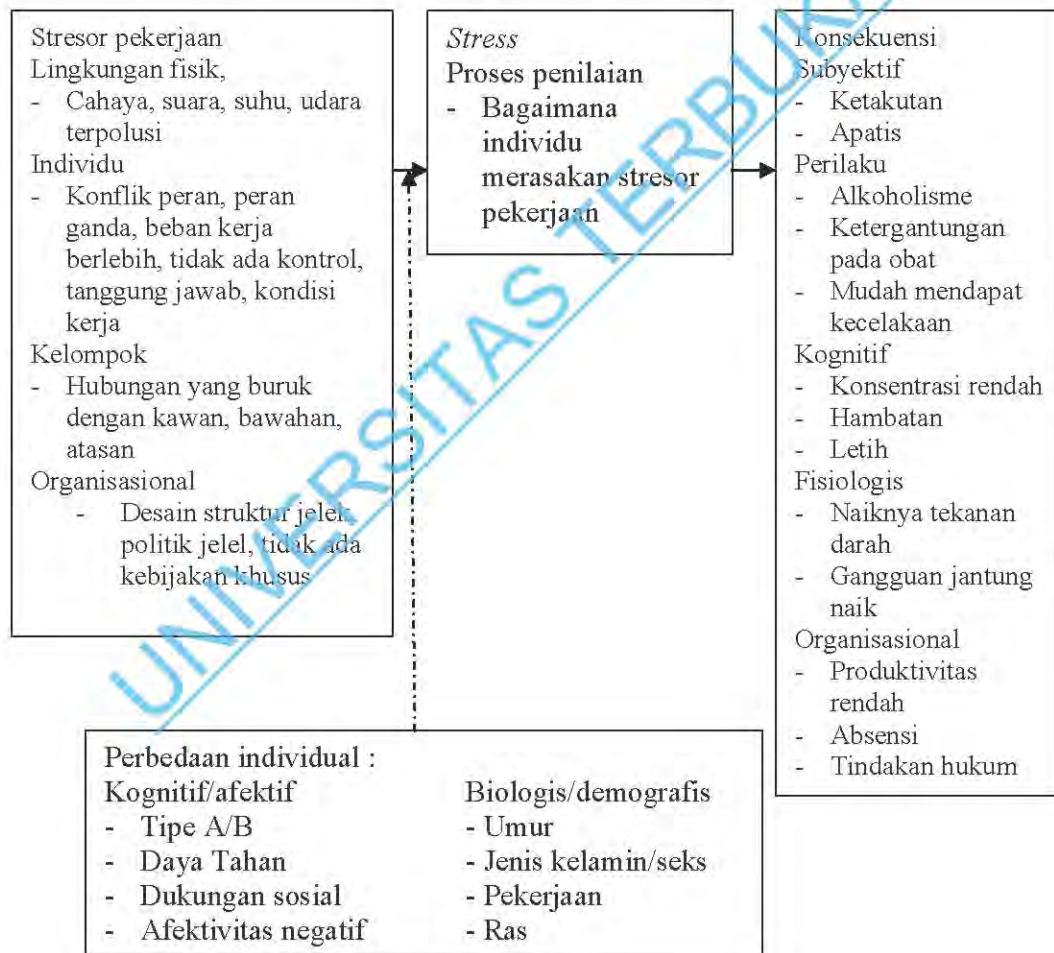 Stresor pekerjaan
Lingkungan fisik,
- Cahaya, suara, suhu, udara
terpolusi
Individu
- Konflik peran, peran
ganda, beban kerja
berlebih, tidak ada kontrol,
tanggung jawab, kondisi
kerja
Kelompok
- Hubungan yang buruk
dengan kawan, bawahan,
atasan
Organisasional
- Desain struktur jelek,
politik jelel, tidak ada
kebijakan khusus
Stress
Proses penilaian
- Bagaimana
individu
merasakan stresor
pekerjaan
Konsekuensi
Subyektif
- Ketakutan
- Apatis
Perilaku
- Alkoholisme
- Ketergantungan
pada obat
- Mudah mendapat
kecelakaan
Kognitif
- Konsentrasi rendah
- Hambatan
- Letih
Fisiologis
- Naiknya tekanan
darah
- Gangguan jantung
naik
Organisasional
- Produktivitas
rendah
- Absensi
- Tindakan hukum
Perbedaan individual :
Kognitif/afektif
- Tipe A/B
- Daya Tahan
- Dukungan sosial
- Afektivitas negatif
Biologis/demografis
- Umur
- Jenis kelamin/seks
- Pekerjaan
- Ras
UNIVERSITAS TERBUKA